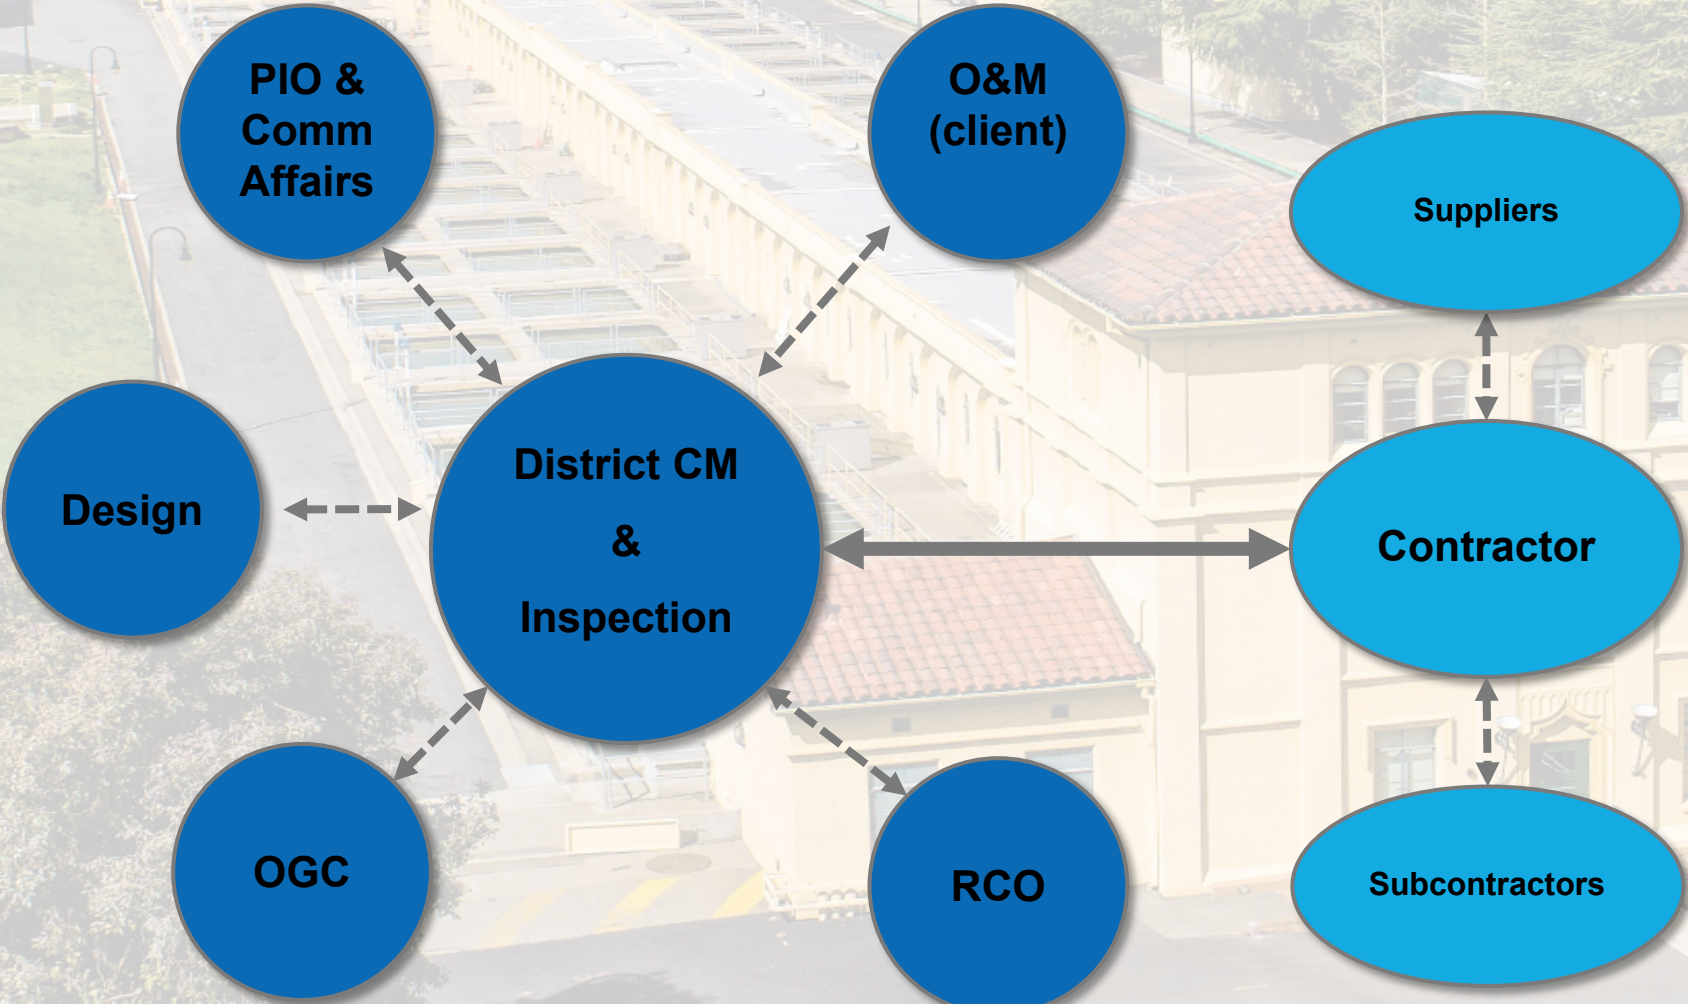 PIO &
Comm
Affairs
O&M
(client)
Suppliers
Design
District CM
&
Inspection
Contractor
OGC
RCO
Subcontractors